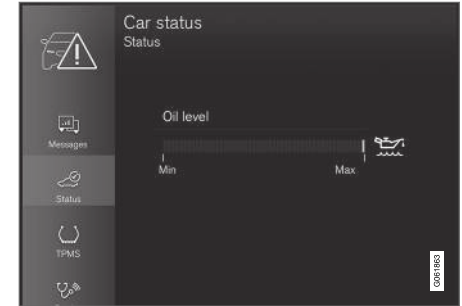 Car status
Status
Oil level
Min Max
Messages
Status
TPMS
G061863